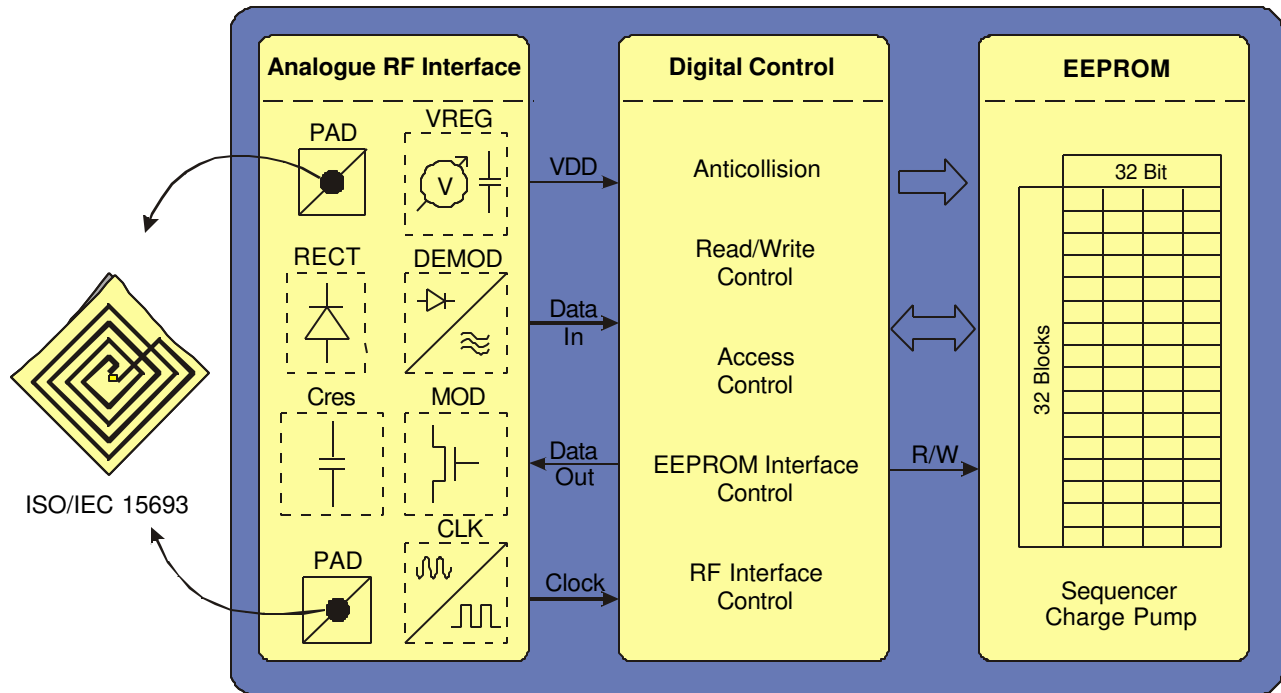 Analogue RF Interface
PAD
VREG
V
RECT
DEMOD
Cres
MOD
PAD
CLK
ISO/IEC 15693
VDD
Data
In
Data
Out
Clock
Digital Control
Anticollision
Read/Write
Control
Access
Control
EEPROM Interface
Control
RF Interface
Control
R/W
EEPROM
32 Bit
32 Blocks
Sequencer
Charge Pump